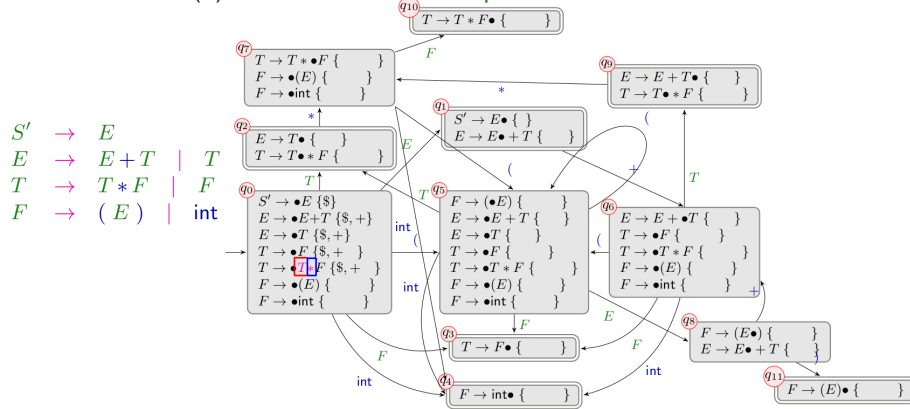 q10
T → T * F● { }
q7
T → T * ●F { }
F → ●(E) { }
F → ●int { }
F
q9
E → E + T● { }
T → T● * F { }
*
q1
S′ → E● { }
E → E● + T { }
(
*
q2
E → T● { }
T → T● * F { }
E
(
+
S′ → E
E → E + T | T
T → T * F | F
F → ( E ) | int
T
T
T
q0
S′ → ●E {$}
E → ●E+T {$, +}
E → ●T {$, +}
T → ●F {$, + }
T → ●T*F {$, + }
F → ●(E) { }
F → ●int { }
int
(
int
q5
F → (●E) { }
E → ●E + T { }
E → ●T { }
T → ●F { }
T → ●T * F { }
F → ●(E) { }
F → ●int { }
(
q6
E → E + ●T { }
T → ●F { }
T → ●T * F { }
F → ●(E) { }
F → ●int { }
+
F
E
q8
F → (E●) { }
E → E● + T { }
)
q3
T → F● { }
F
F
int
int
q4
F → int● { }
q11
F → (E)● { }